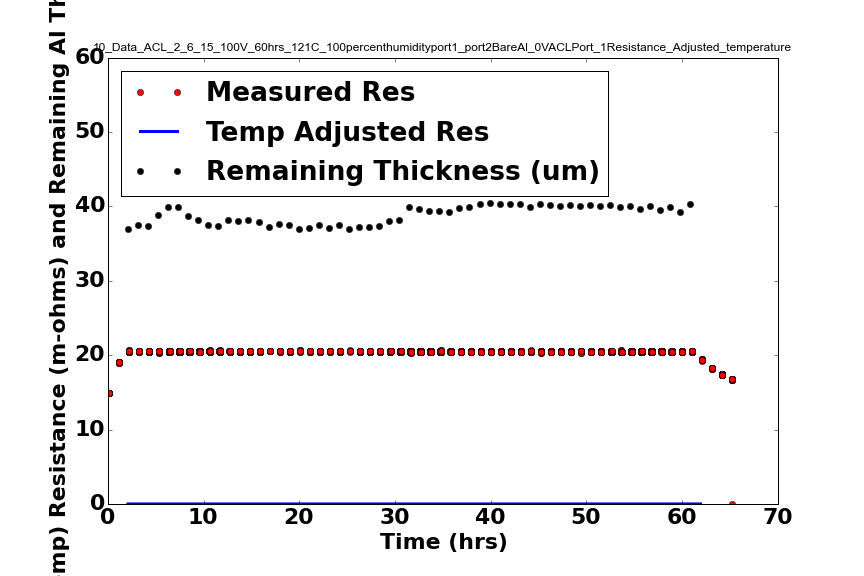 10_Data_ACL_2_6_15_100V_60hrs_121C_100percenthumidityport1_port2BareAl_0VACLPort_1Resistance_Adjusted_temperature
Measured Res
Temp Adjusted Res
Remaining Thickness (um)
60
50
40
30
20
10
0
0 10 20 30 40 50 60 70
Time (hrs)
mp) Resistance (m-ohms) and Remaining Al Th